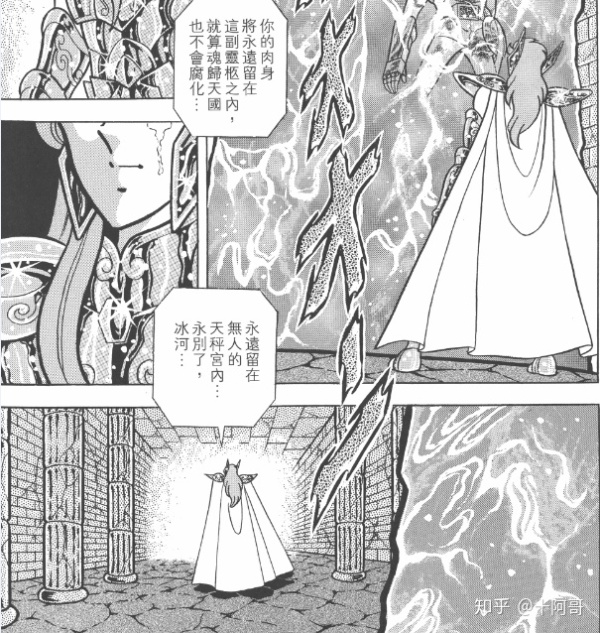 你的肉身
將永遠留在
這副靈柩之內，
就算魂歸天國
也不會腐化…
永遠留在
無人的
天秤宮內…
永別了，
冰河…
知乎 @十阿哥